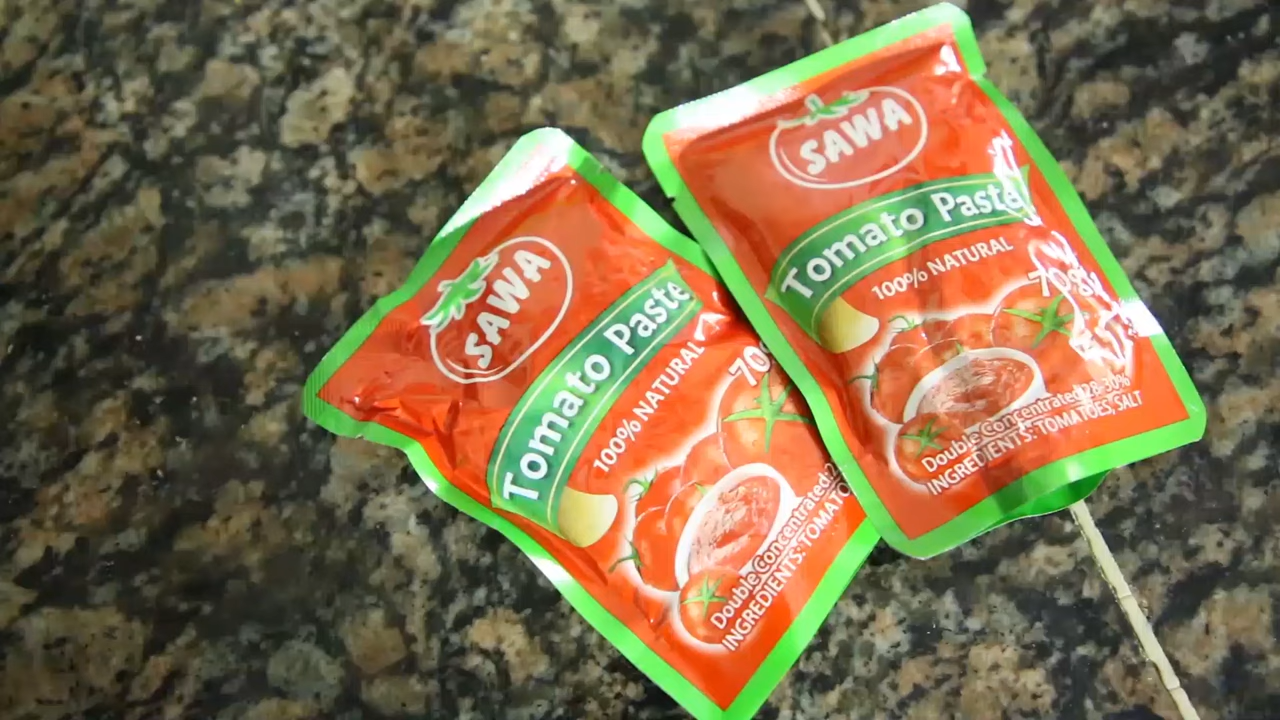 SAWA
Tomato Paste
100% NATURAL
70
Double Concentrated
INGREDIENTS: TOMATO
SAWA
Tomato Paste
100% NATURAL
70g
Double Concentrated 28-30%
INGREDIENTS: TOMATOES, SALT